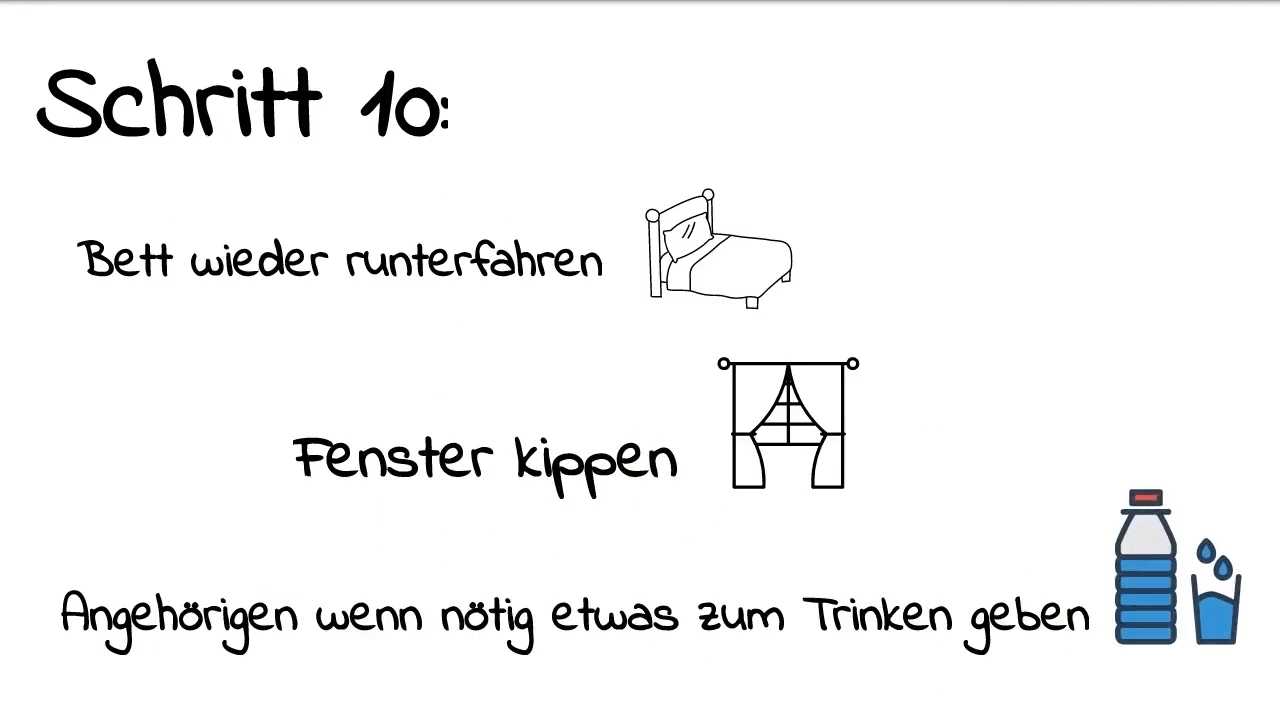 Schritt 10:
Bett wieder runterfahren
Fenster kippen
Angehörigen wenn nötig etwas zum Trinken geben